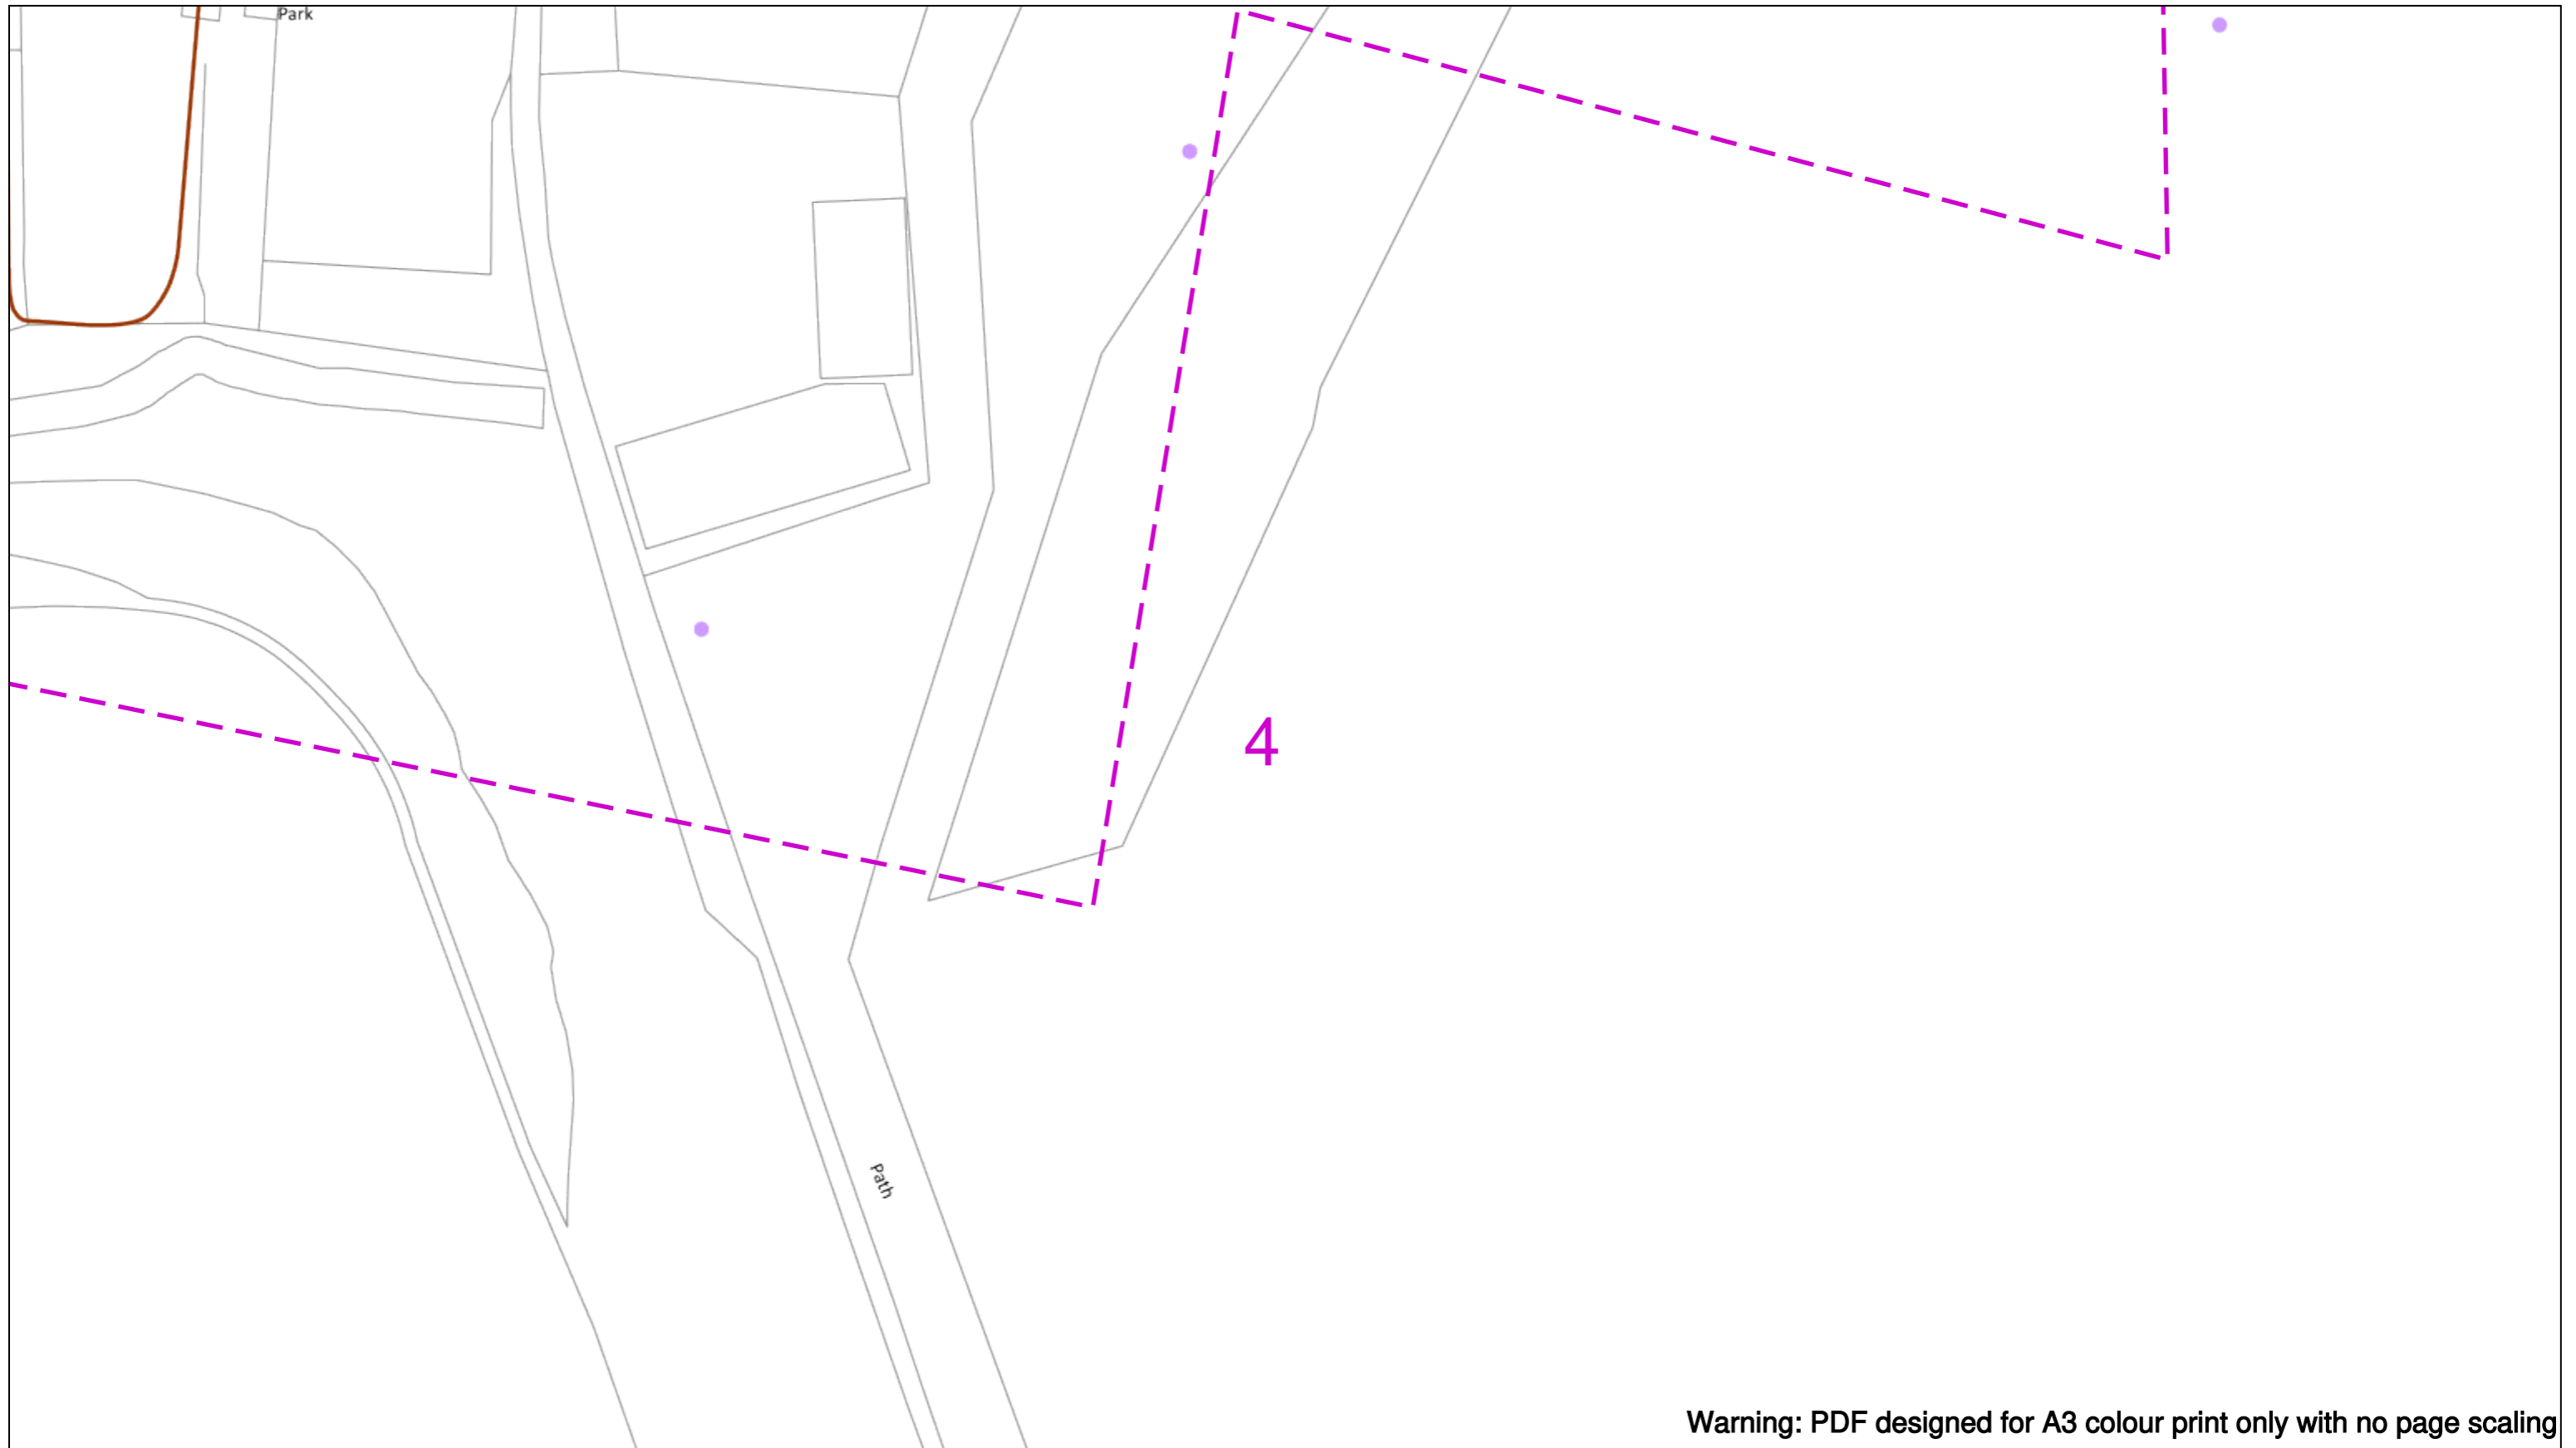 Park
4
Path
Warning: PDF designed for A3 colour print only with no page scaling